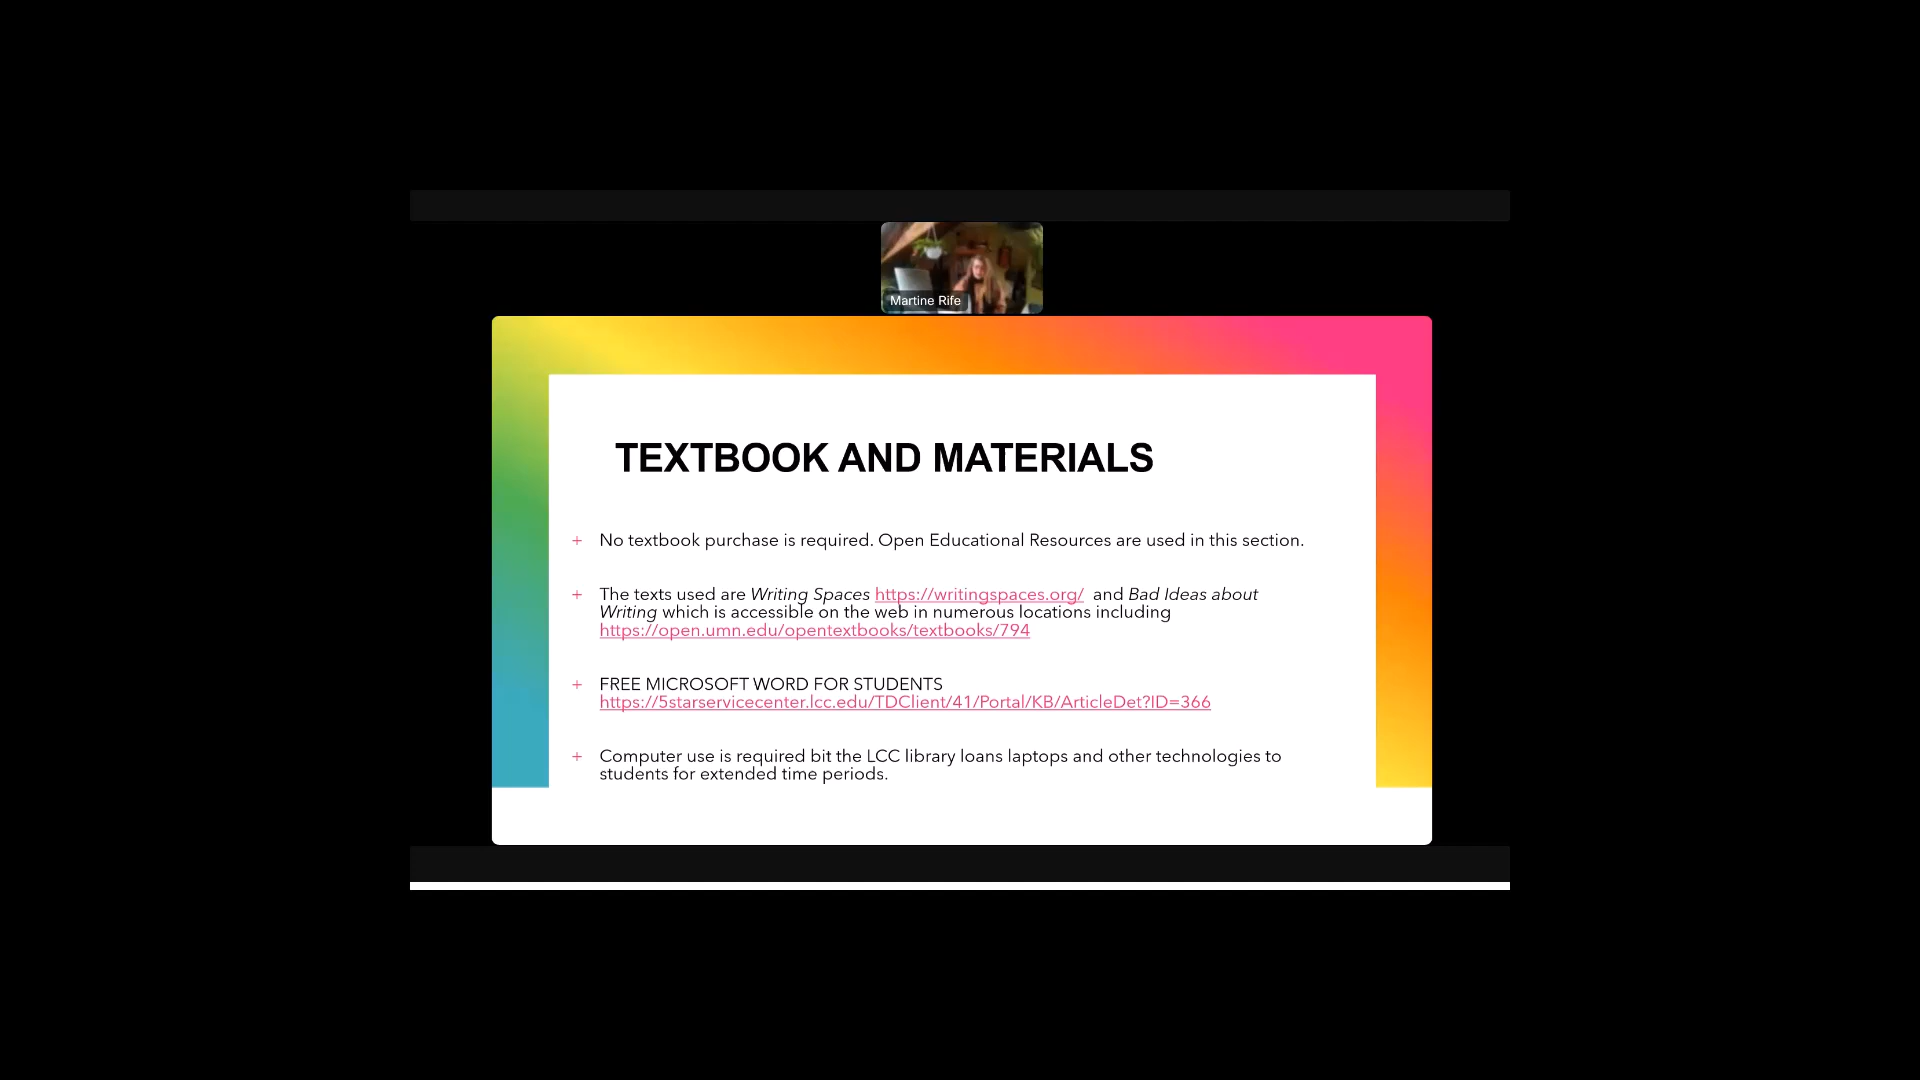 Martine Rife
TEXTBOOK AND MATERIALS
+ No textbook purchase is required. Open Educational Resources are used in this section.
+ The texts used are Writing Spaces https://writingspaces.org/ and Bad Ideas about
Writing which is accessible on the web in numerous locations including
https://open.umn.edu/opentextbooks/textbooks/794
+ FREE MICROSOFT WORD FOR STUDENTS
https://5starservicecenter.lcc.edu/TDClient/41/Portal/KB/ArticleDet?ID=366
+ Computer use is required bit the LCC library loans laptops and other technologies to
students for extended time periods.